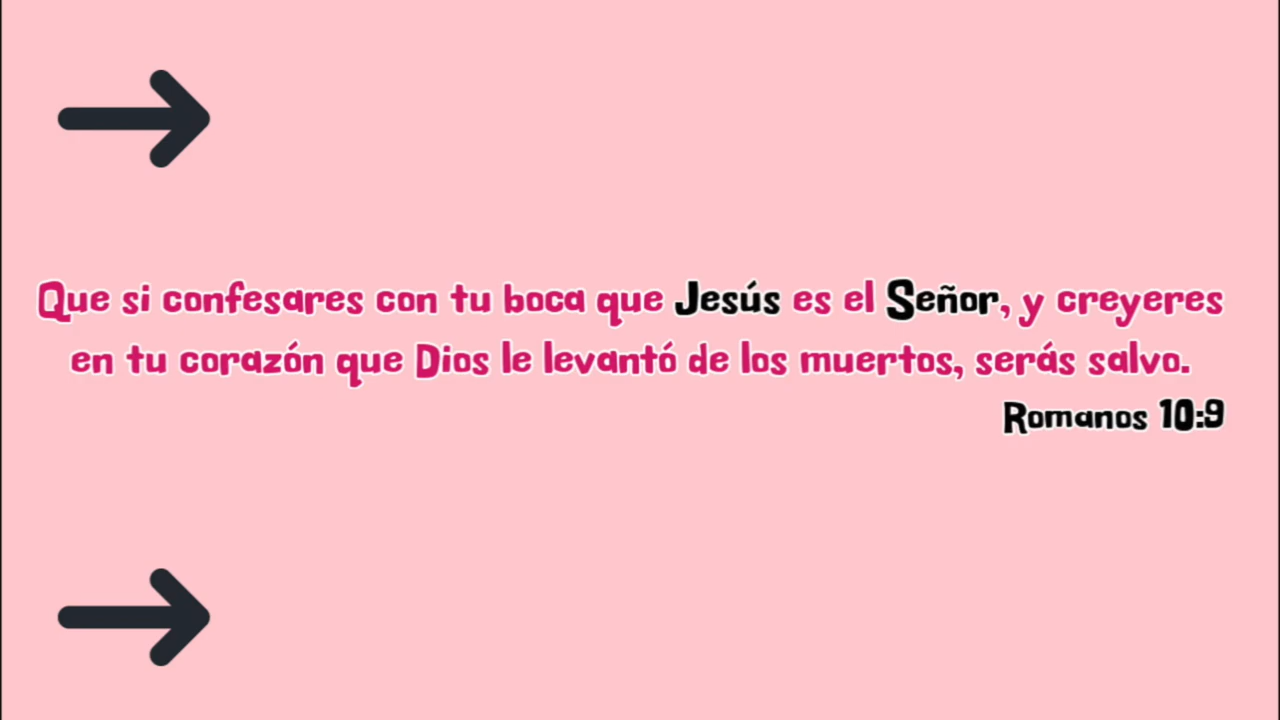 Que si confesares con tu boca que Jesús es el Señor, y creyeres
en tu corazón que Dios le levantó de los muertos, serás salvo.
Romanos 10:9